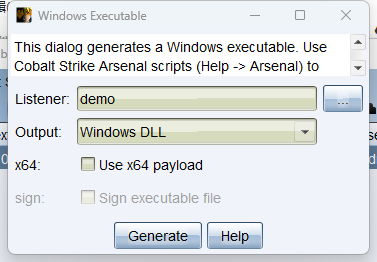 Windows Executable
This dialog generates a Windows executable. Use
Cobalt Strike Arsenal scripts (Help -> Arsenal) to
Listener: demo ...
Output: Windows DLL
x64: Use x64 payload
sign: Sign executable file
Generate Help